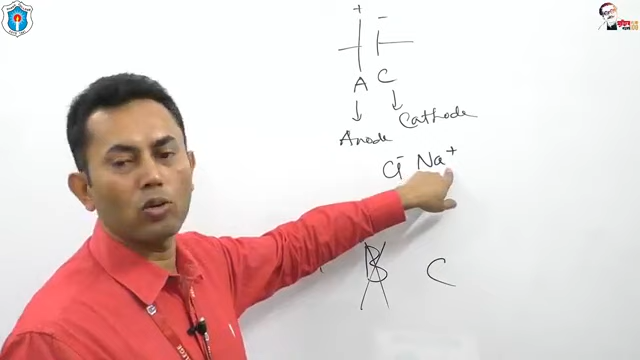 + -
A C
Anode Cathode
Cl⁻ Na⁺
B C